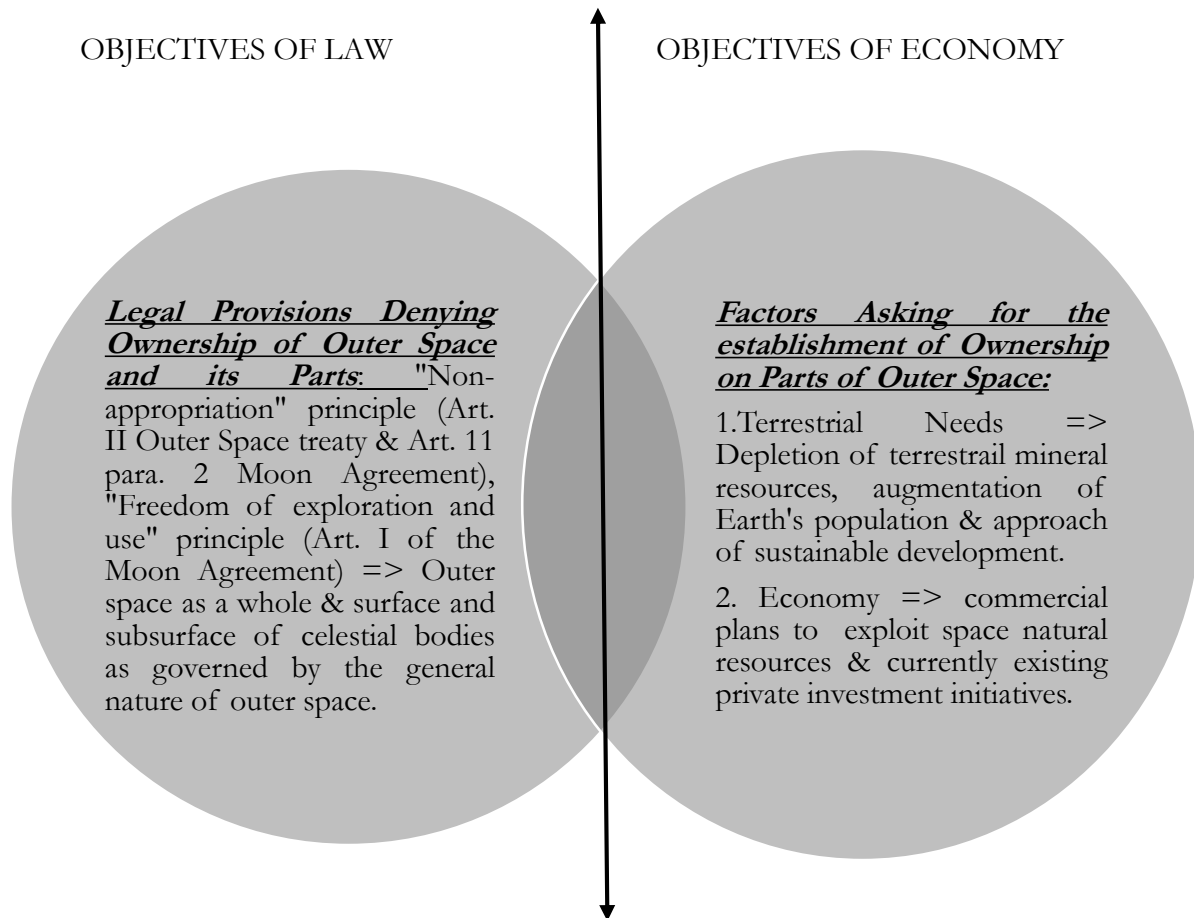 OBJECTIVES OF LAW
OBJECTIVES OF ECONOMY
Legal Provisions Denying
Ownership of Outer Space
and its Parts: "Non-
appropriation" principle (Art.
II Outer Space treaty & Art. 11
para. 2 Moon Agreement),
"Freedom of exploration and
use" principle (Art. I of the
Moon Agreement) => Outer
space as a whole & surface and
subsurface of celestial bodies
as governed by the general
nature of outer space.
Factors Asking for the
establishment of Ownership
on Parts of Outer Space:
1.Terrestrial Needs =>
Depletion of terrestrail mineral
resources, augmentation of
Earth's population & approach
of sustainable development.
2. Economy => commercial
plans to exploit space natural
resources & currently existing
private investment initiatives.